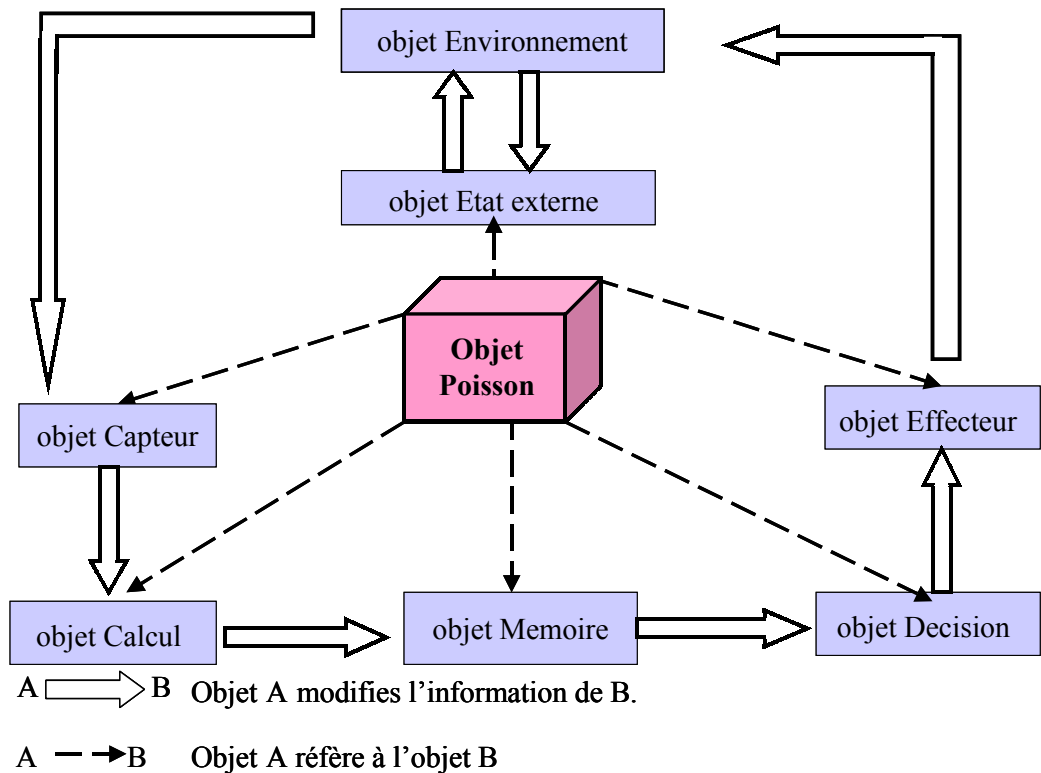 objet Environnement
objet Etat externe
Objet
Poisson
objet Capteur
objet Effecteur
objet Calcul
objet Memoire
objet Decision
A B Objet A modifies l’information de B.
A B Objet A réfère à l’objet B